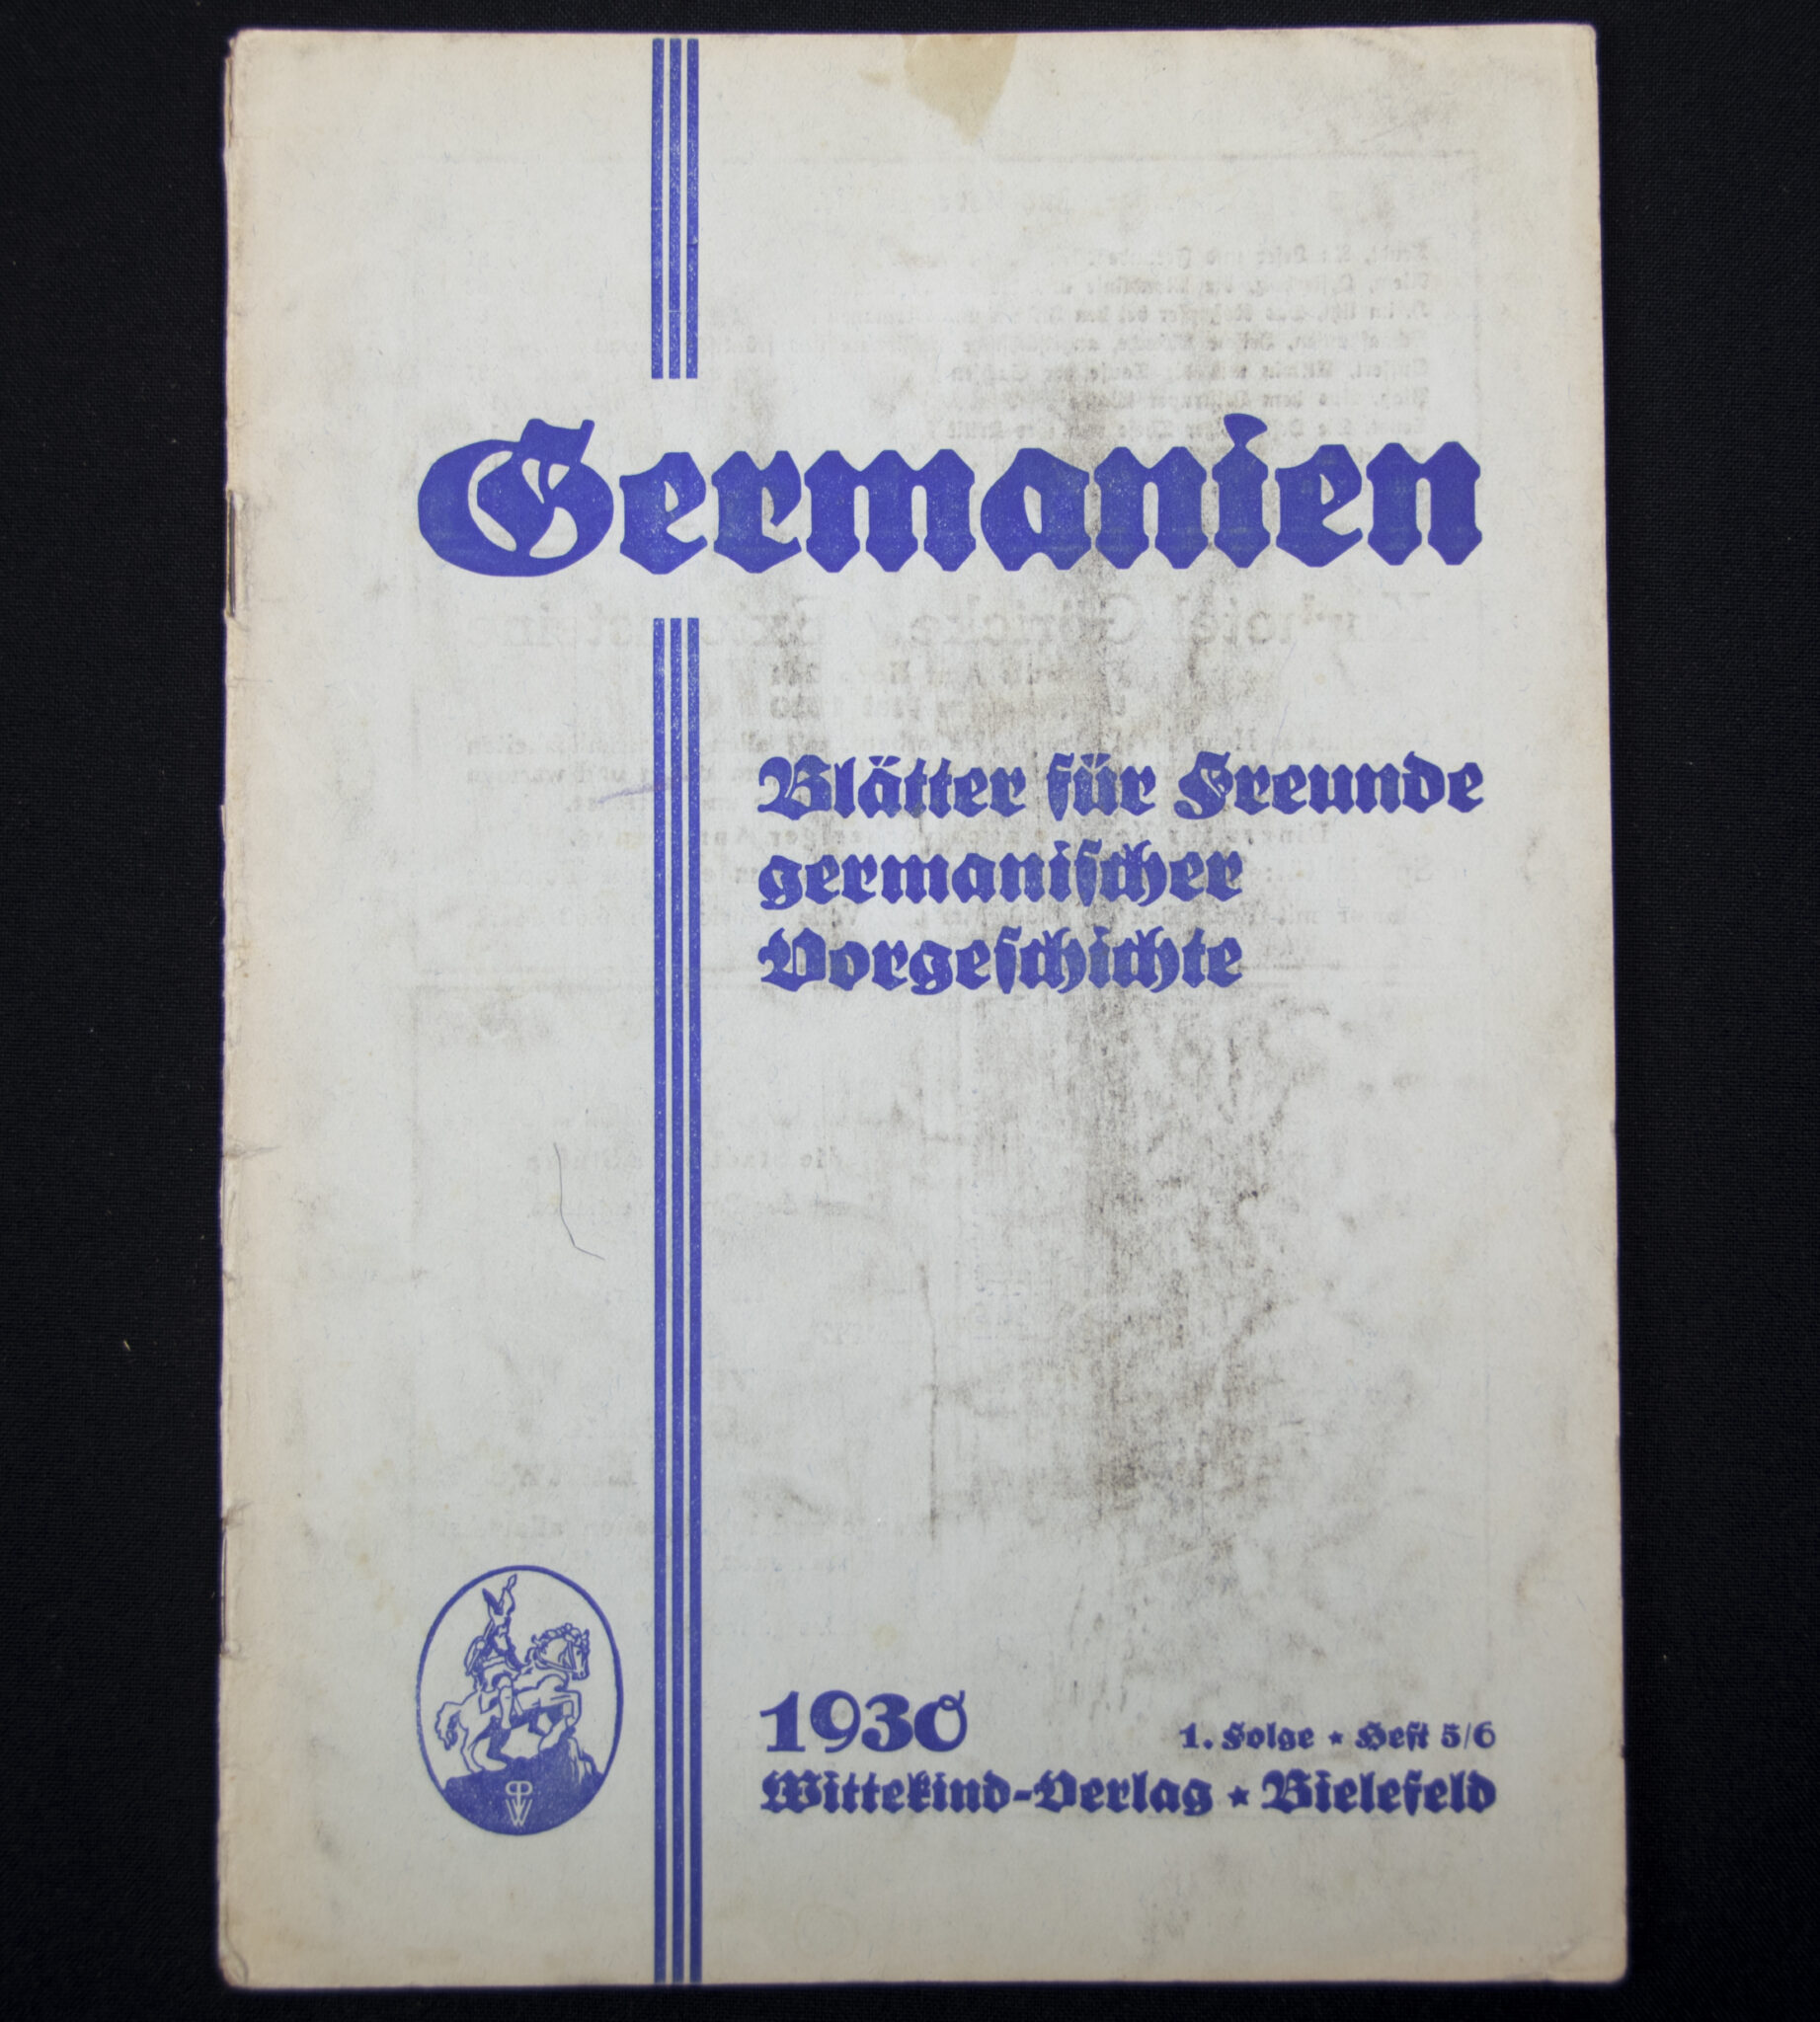 Germanien
Blätter für Freunde
germanischer
Vorgeschichte
1930
1. Folge ⋆ Heft 5/6
Wittekind-Verlag ⋆ Bielefeld